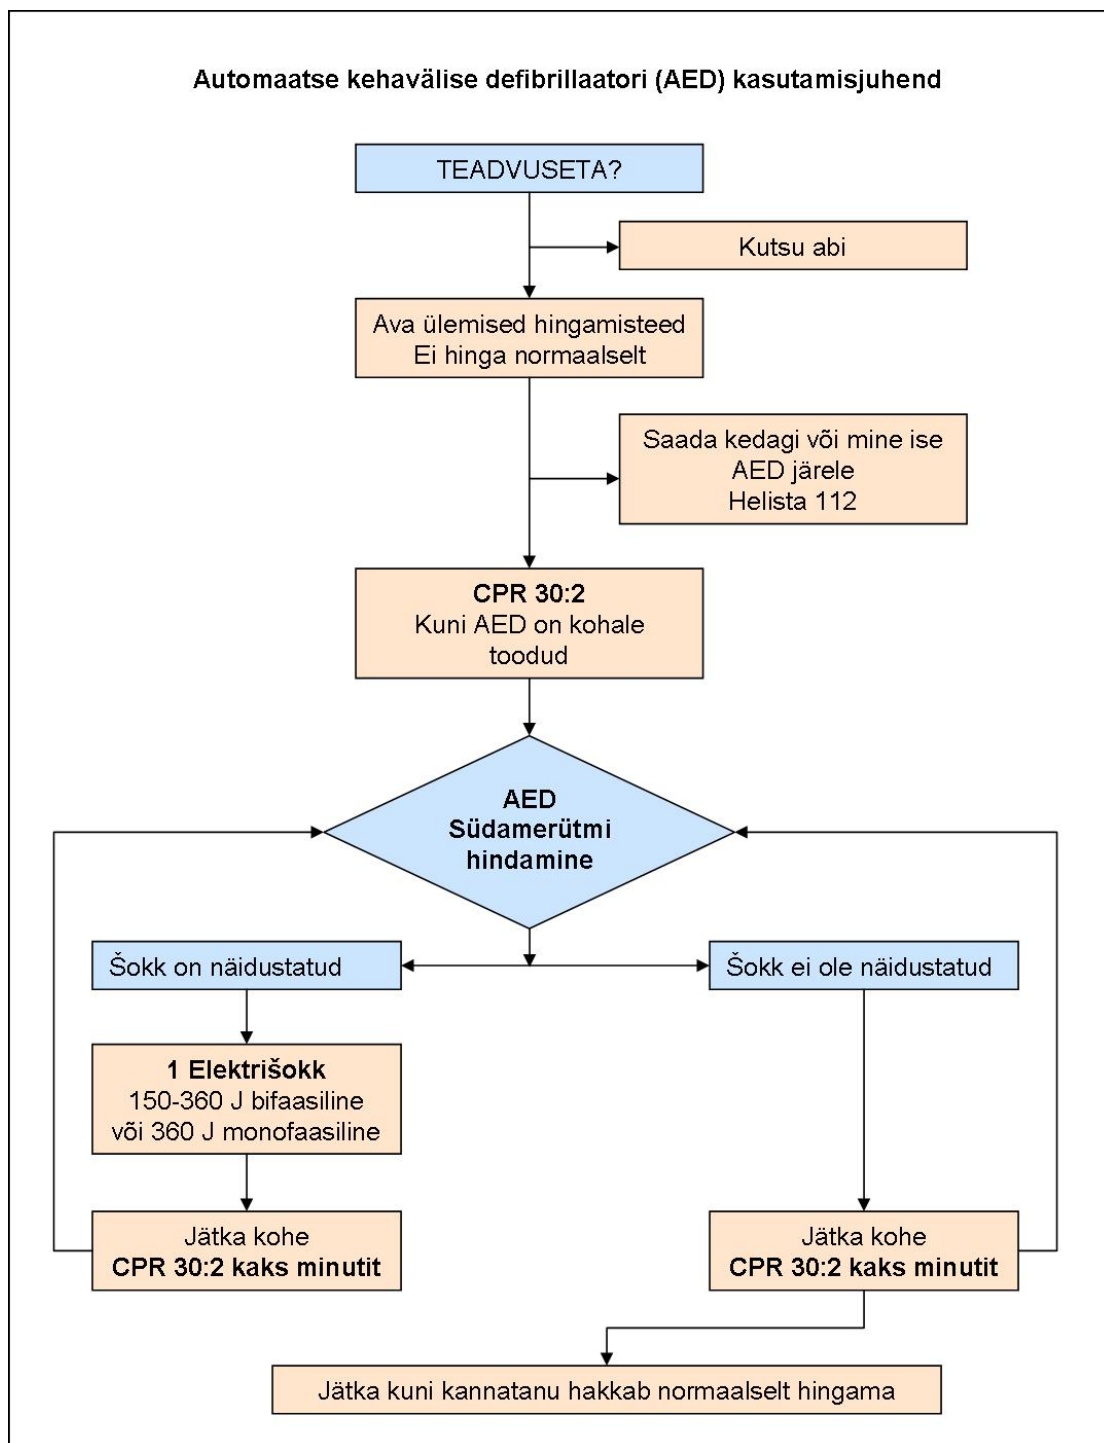 Automaatse kehavälise defibrillaatori (AED) kasutamisjuhend
TEADVUSETA?
Kutsu abi
Ava ülemised hingamisteed
Ei hinga normaalselt
Saada kedagi või mine ise
AED järele
Helista 112
CPR 30:2
Kuni AED on kohale
toodud
AED
Südamerütmi
hindamine
Šokk on näidustatud
Šokk ei ole näidustatud
1 Elektrišokk
150-360 J bifaasiline
või 360 J monofaasiline
Jätka kohe
CPR 30:2 kaks minutit
Jätka kohe
CPR 30:2 kaks minutit
Jätka kuni kannatanu hakkab normaalselt hingama